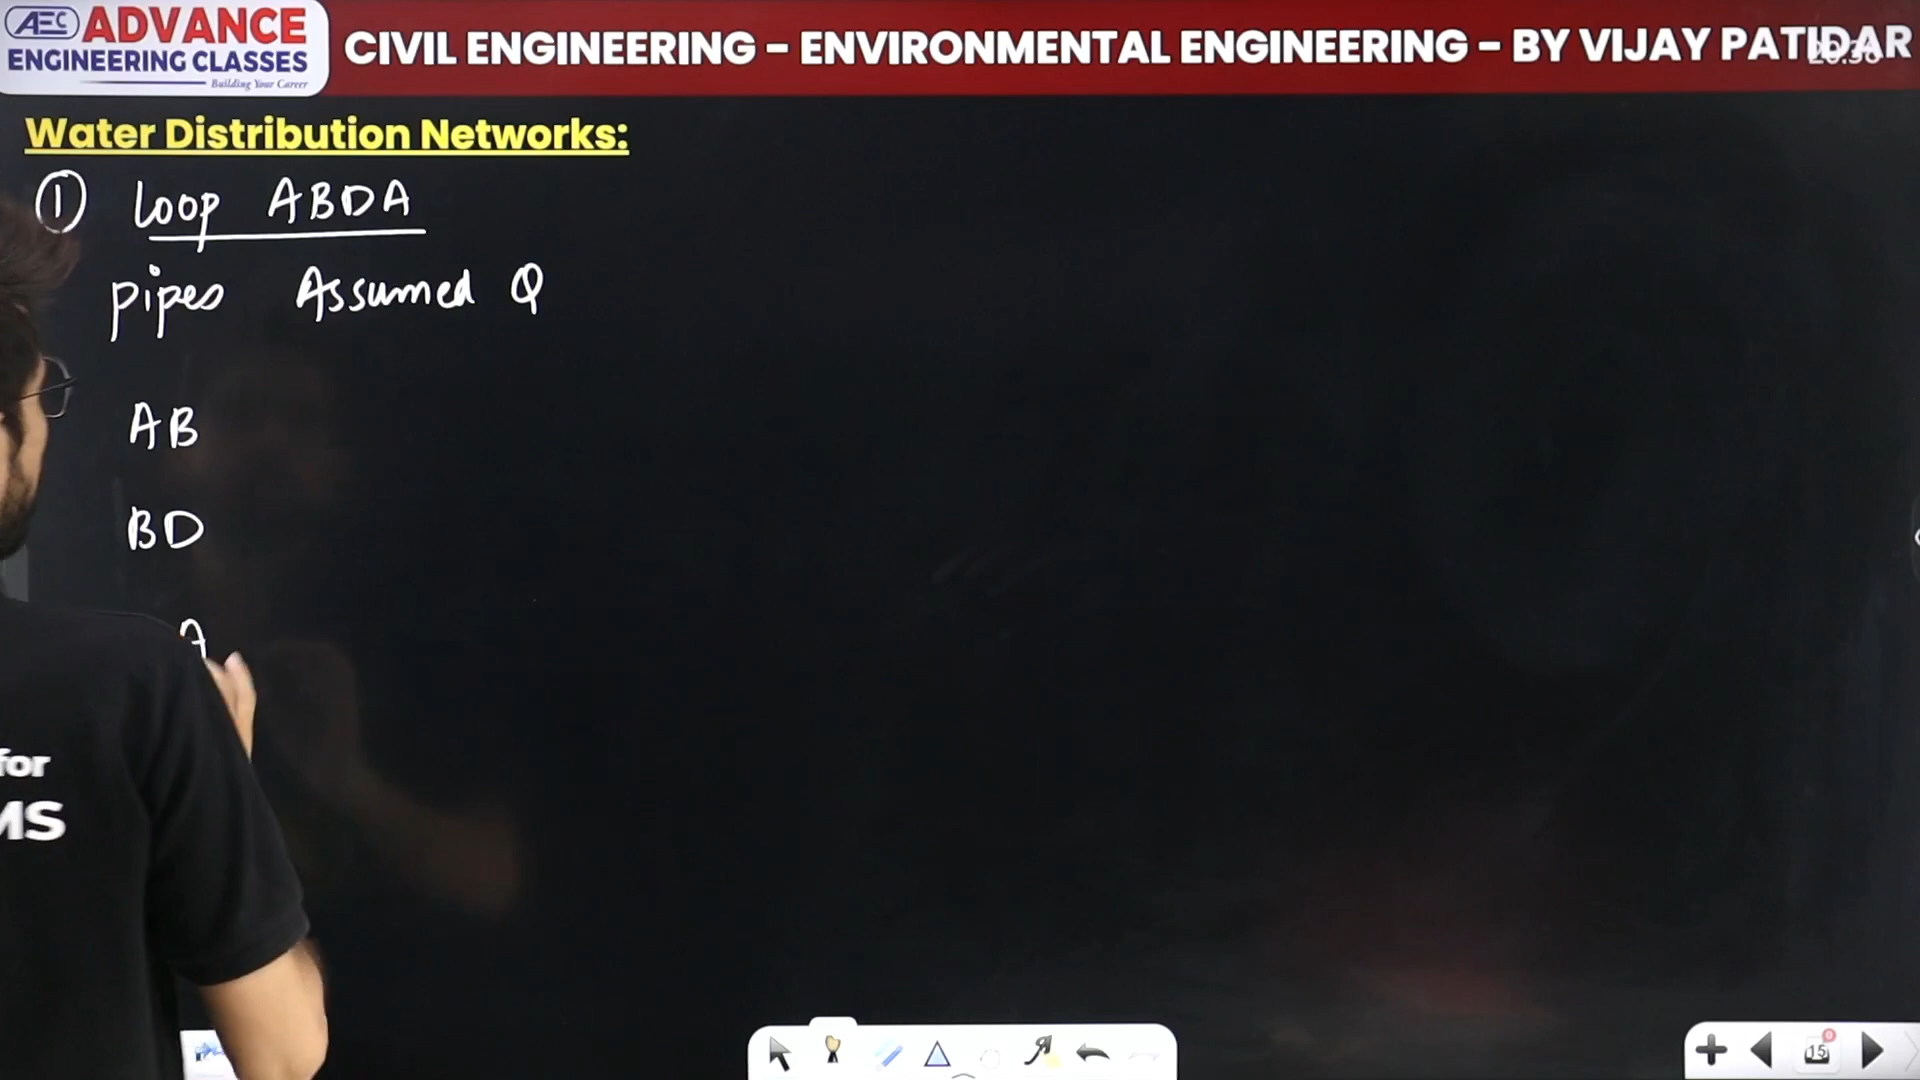 AEC ADVANCE
ENGINEERING CLASSES
Building Your Career
CIVIL ENGINEERING - ENVIRONMENTAL ENGINEERING - BY VIJAY PATIDAR
Water Distribution Networks:
① Loop ABDA
pipes Assumed Q
AB
BD
A
for
MS
15